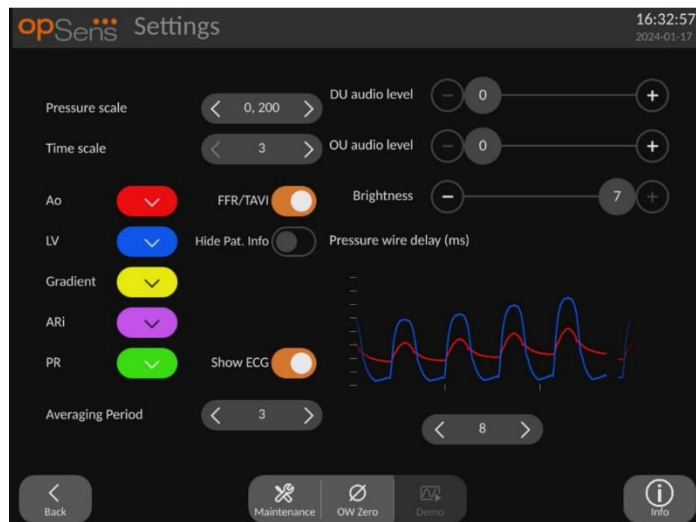 opSens Settings
16:32:57
2024-01-17
Pressure scale
0, 200
Time scale
3
DU audio level
0
OU audio level
0
Brightness
7
Ao
FFR/TAVI
LV
Hide Pat. Info
Gradient
ARi
PR
Show ECG
Averaging Period
3
Pressure wire delay (ms)
8
Back
Maintenance
OW Zero
Demo
Info